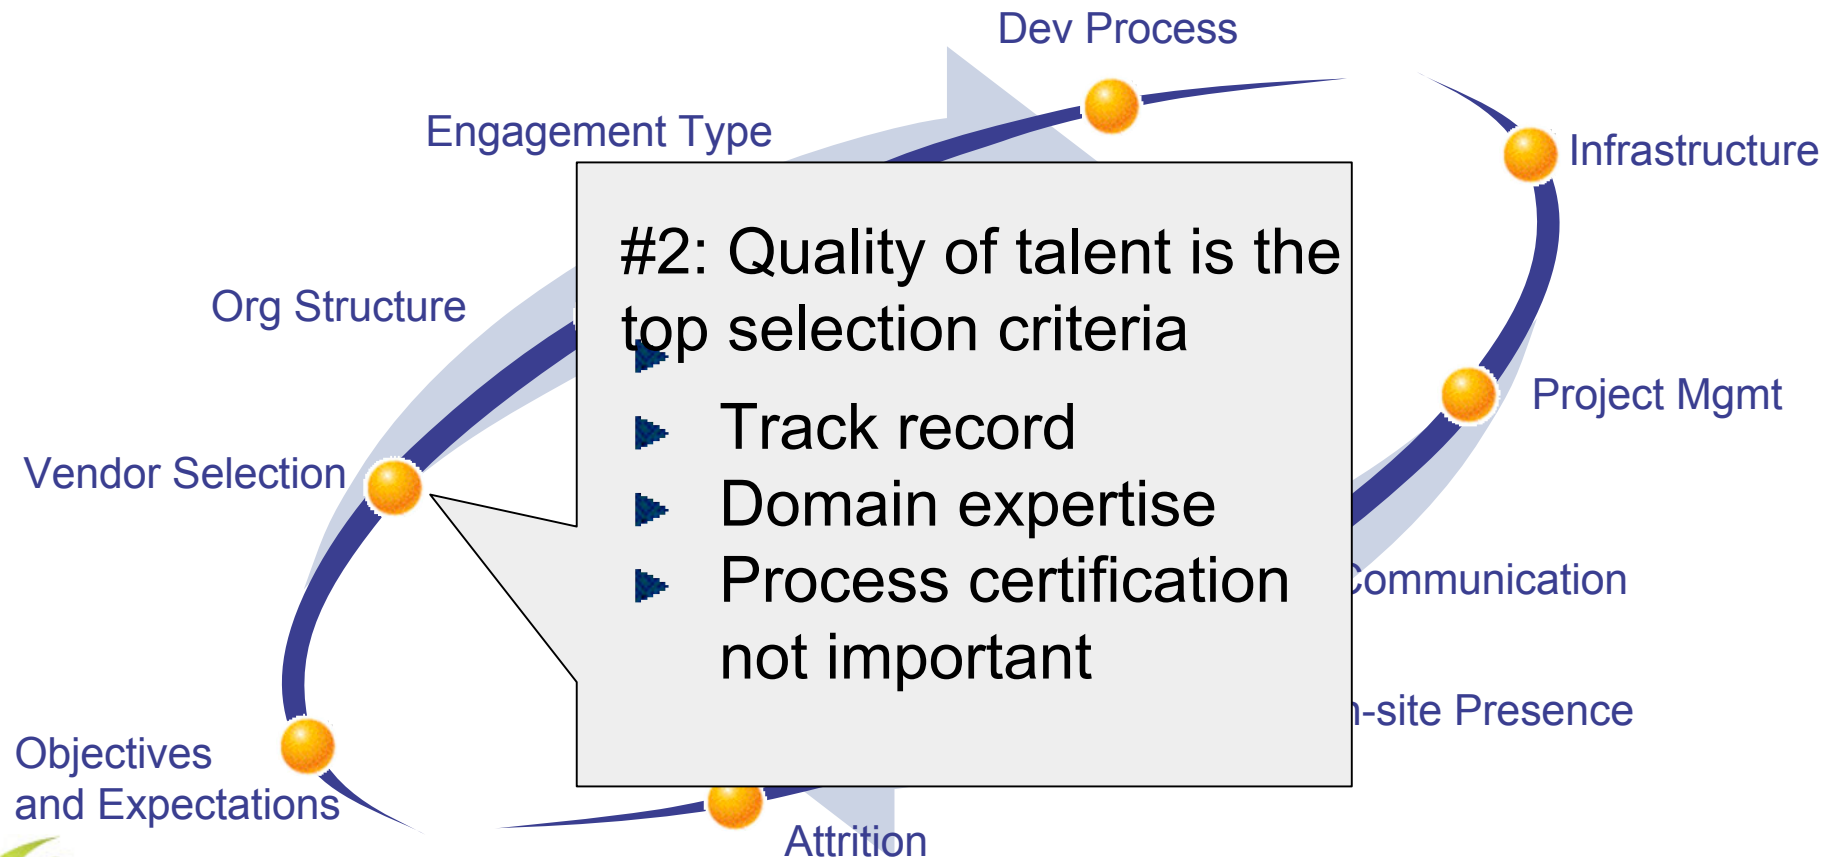 Dev Process
Engagement Type
Infrastructure
#2: Quality of talent is the
top selection criteria
Org Structure
Project Mgmt
Track record
Vendor Selection
Domain expertise
Process certification
not important
Communication
n-site Presence
Objectives
and Expectations
Attrition